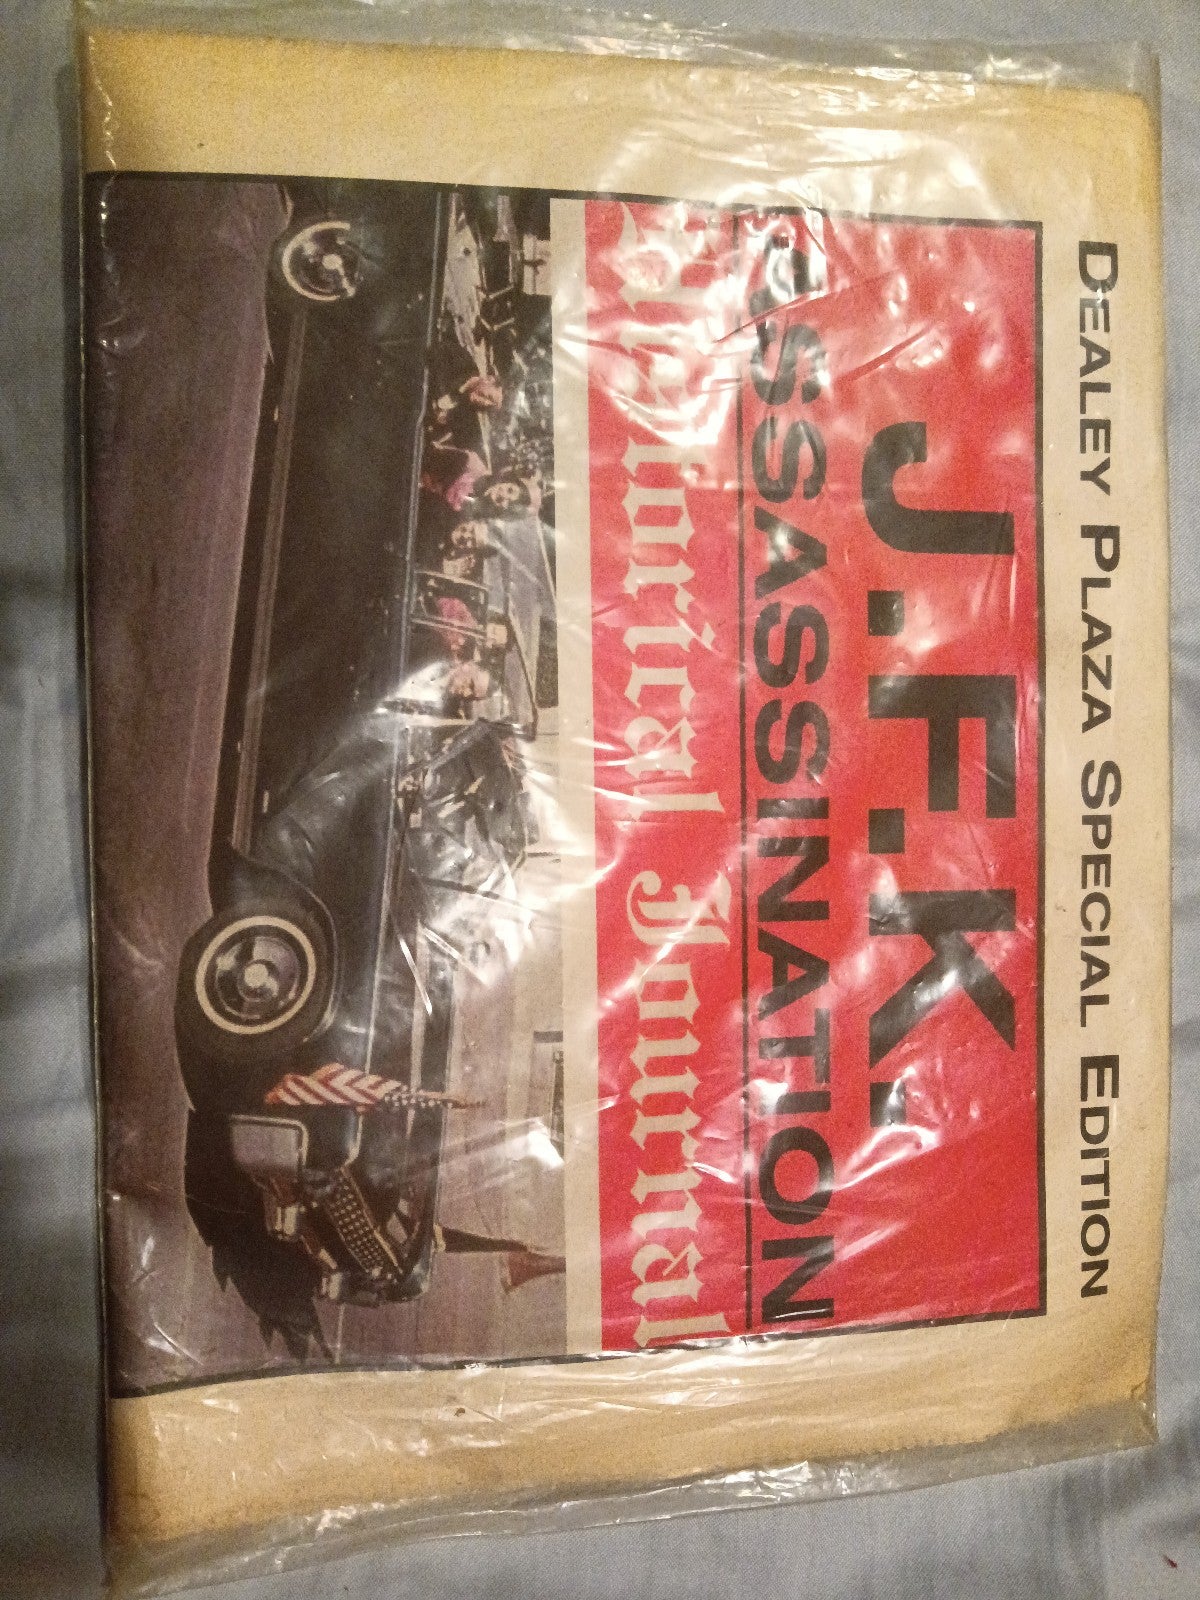 DEALEY PLAZA SPECIAL EDITION
J.F.K.
ASSASSINATION
Historical Journal